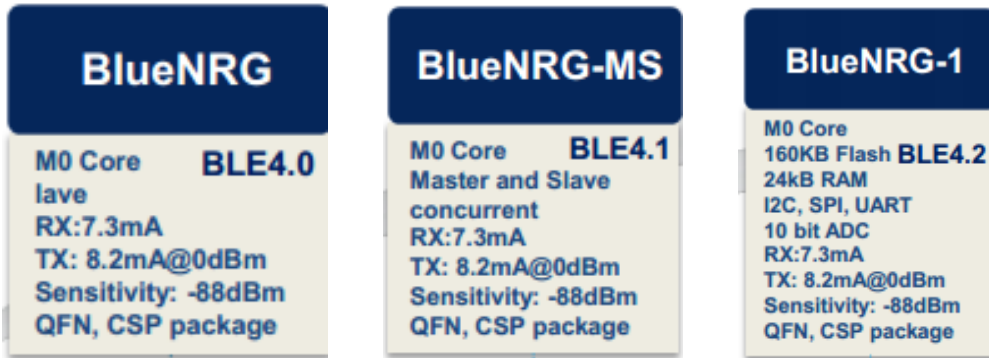 BlueNRG
M0 Core BLE4.0
lave
RX:7.3mA
TX: 8.2mA@0dBm
Sensitivity: -88dBm
QFN, CSP package
BlueNRG-MS
M0 Core BLE4.1
Master and Slave
concurrent
RX:7.3mA
TX: 8.2mA@0dBm
Sensitivity: -88dBm
QFN, CSP package
BlueNRG-1
M0 Core
160KB Flash BLE4.2
24kB RAM
I2C, SPI, UART
10 bit ADC
RX:7.3mA
TX: 8.2mA@0dBm
Sensitivity: -88dBm
QFN, CSP package